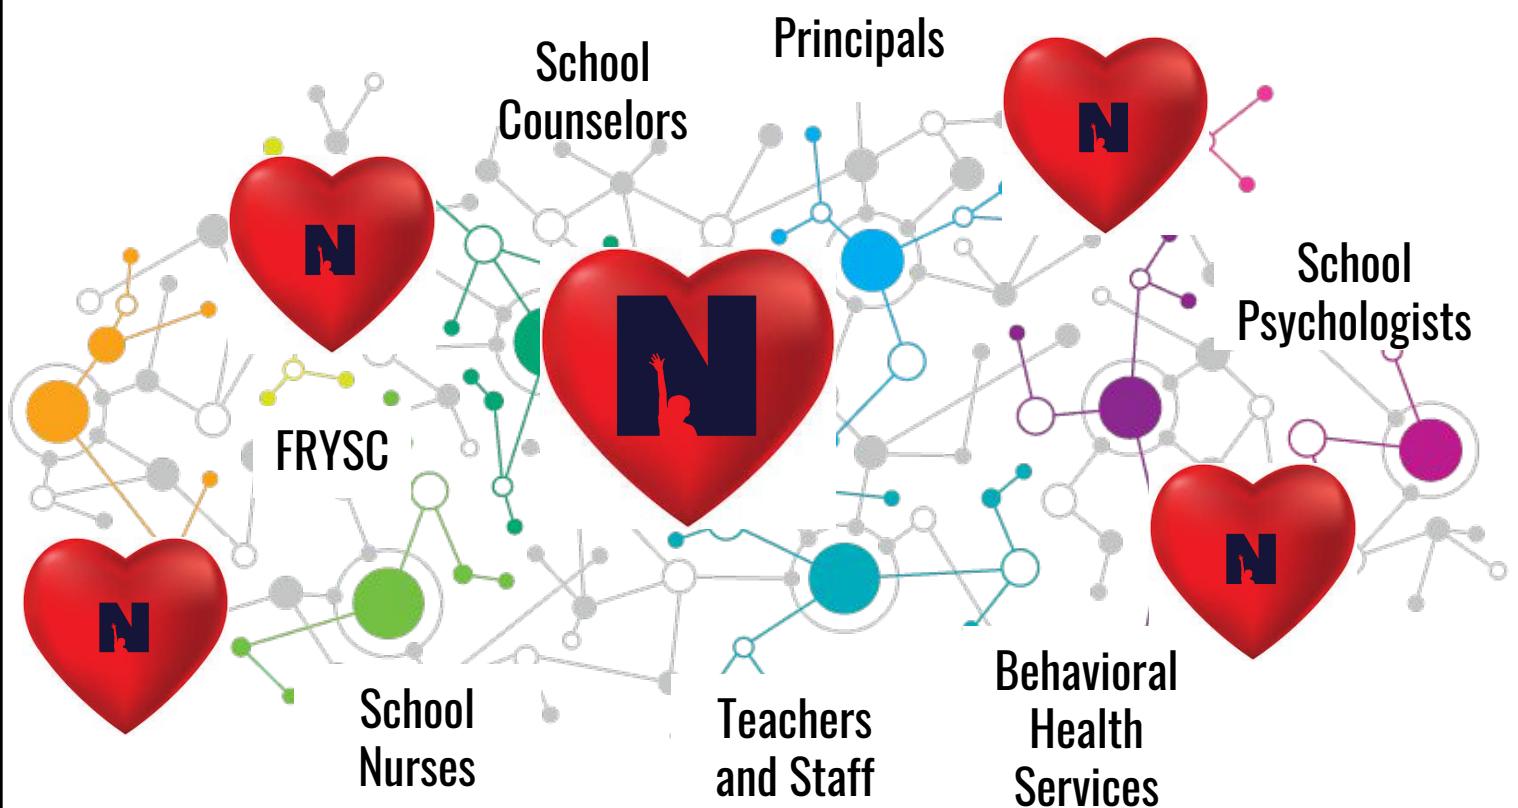 Principals
School
Counselors
N
N
School
Psychologists
N
FRYSC
N
N
School
Nurses
Teachers
and Staff
Behavioral
Health
Services